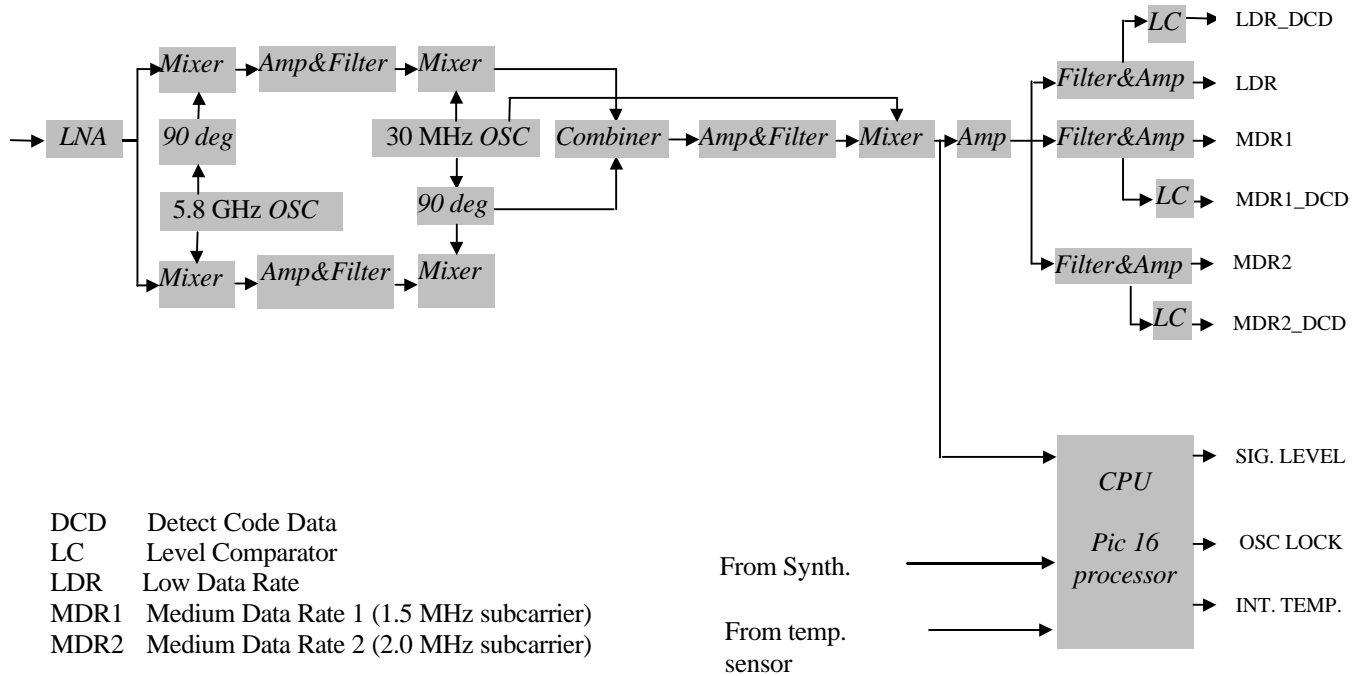 LC LDR_DCD
Mixer Amp&Filter Mixer
Filter&Amp LDR
LNA 90 deg 30 MHz OSC Combiner Amp&Filter Mixer Amp Filter&Amp MDR1
5.8 GHz OSC 90 deg LC MDR1_DCD
Mixer Amp&Filter Mixer Filter&Amp MDR2
LC MDR2_DCD
SIG. LEVEL
CPU
DCD Detect Code Data
LC Level Comparator
LDR Low Data Rate
MDR1 Medium Data Rate 1 (1.5 MHz subcarrier)
MDR2 Medium Data Rate 2 (2.0 MHz subcarrier)
From Synth.
Pic 16
processor
OSC LOCK
INT. TEMP.
From temp.
sensor